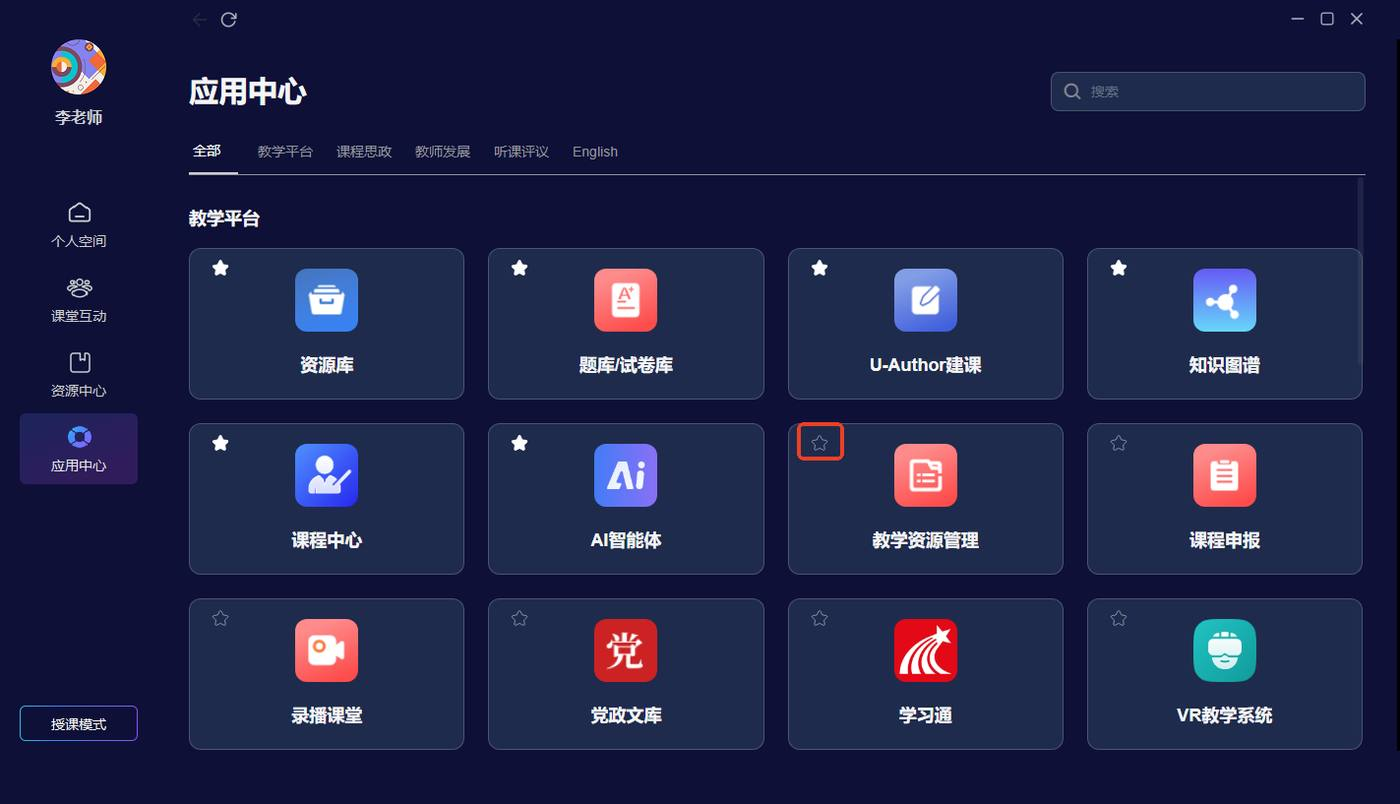 李老师
个人空间
课堂互动
资源中心
应用中心
授课模式
应用中心
搜索
全部 教学平台 课程思政 教师发展 听课评议 English
教学平台
资源库 题库/试卷库 U-Author建课 知识图谱
A+
Ai
课程中心 AI智能体 教学资源管理 课程申报
党
录播课堂 党政文库 学习通 VR教学系统